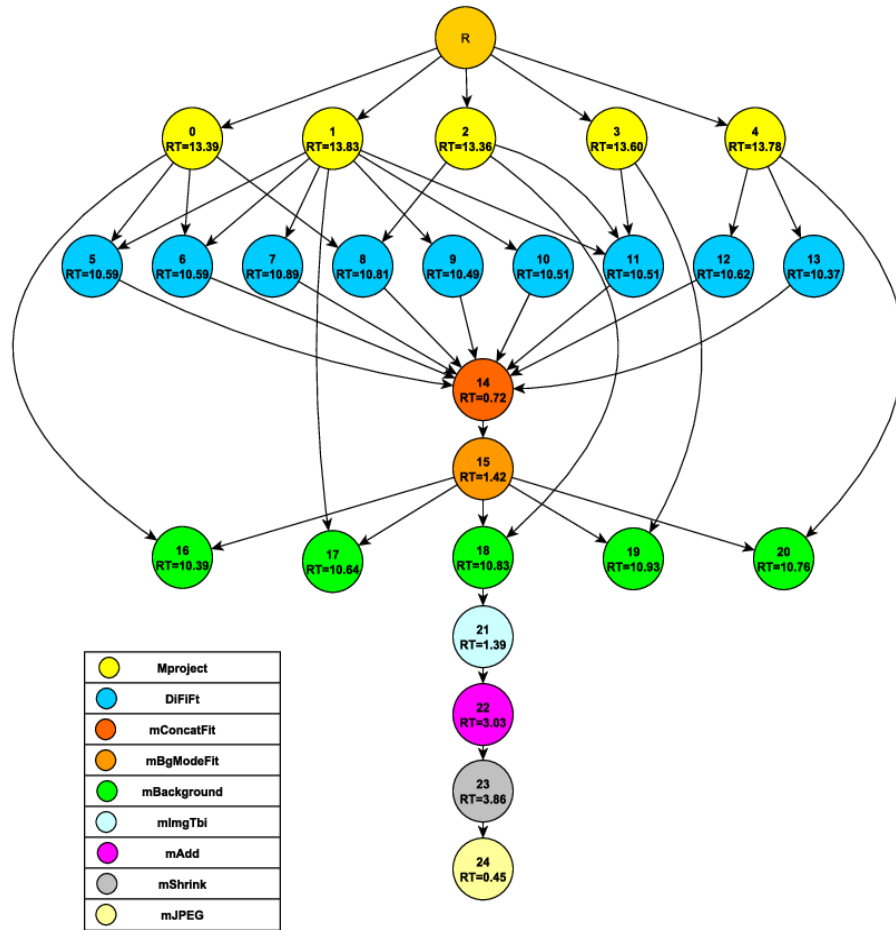 R
0
RT=13.39
1
RT=13.83
2
RT=13.36
3
RT=13.60
4
RT=13.78
5
RT=10.59
6
RT=10.59
7
RT=10.89
8
RT=10.81
9
RT=10.49
10
RT=10.51
11
RT=10.51
12
RT=10.62
13
RT=10.37
14
RT=0.72
15
RT=1.42
16
RT=10.39
17
RT=10.64
18
RT=10.83
19
RT=10.93
20
RT=10.76
21
RT=1.39
22
RT=3.03
23
RT=3.86
24
RT=0.45
Mproject
DiFiFt
mConcatFit
mBgModeFit
mBackground
mImgTbi
mAdd
mShrink
mJPEG